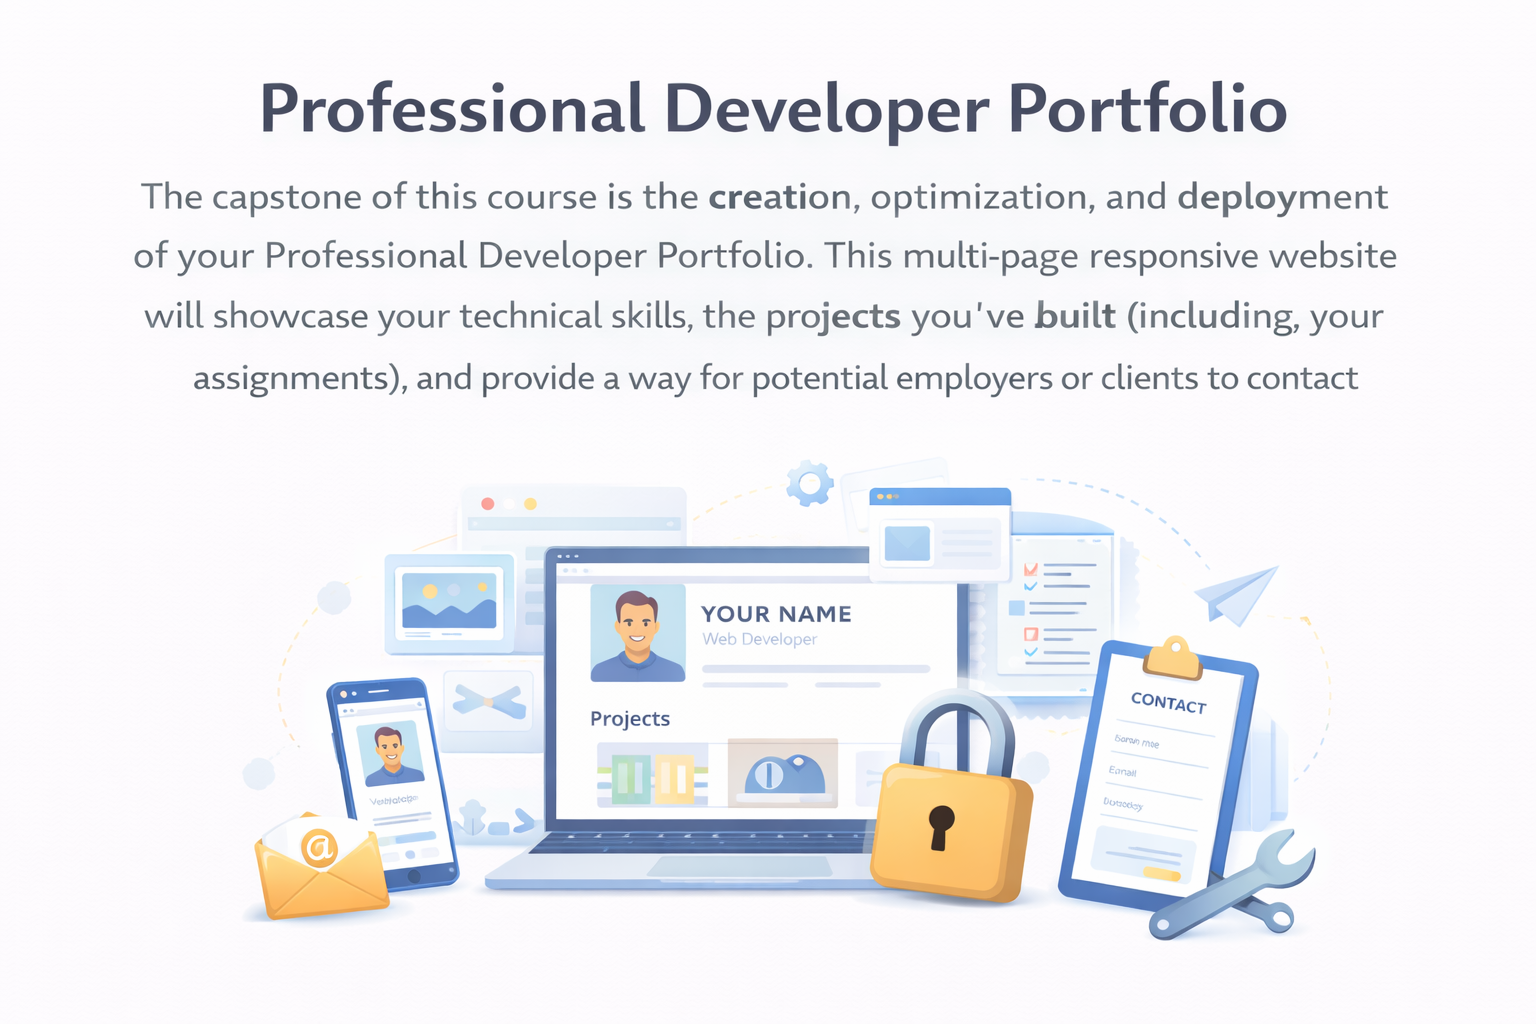 Professional Developer Portfolio
The capstone of this course is the creation, optimization, and deployment
of your Professional Developer Portfolio. This multi-page responsive website
will showcase your technical skills, the projects you've built (including, your
assignments), and provide a way for potential employers or clients to contact
YOUR NAME
Web Developer
Projects
CONTACT
Email
@